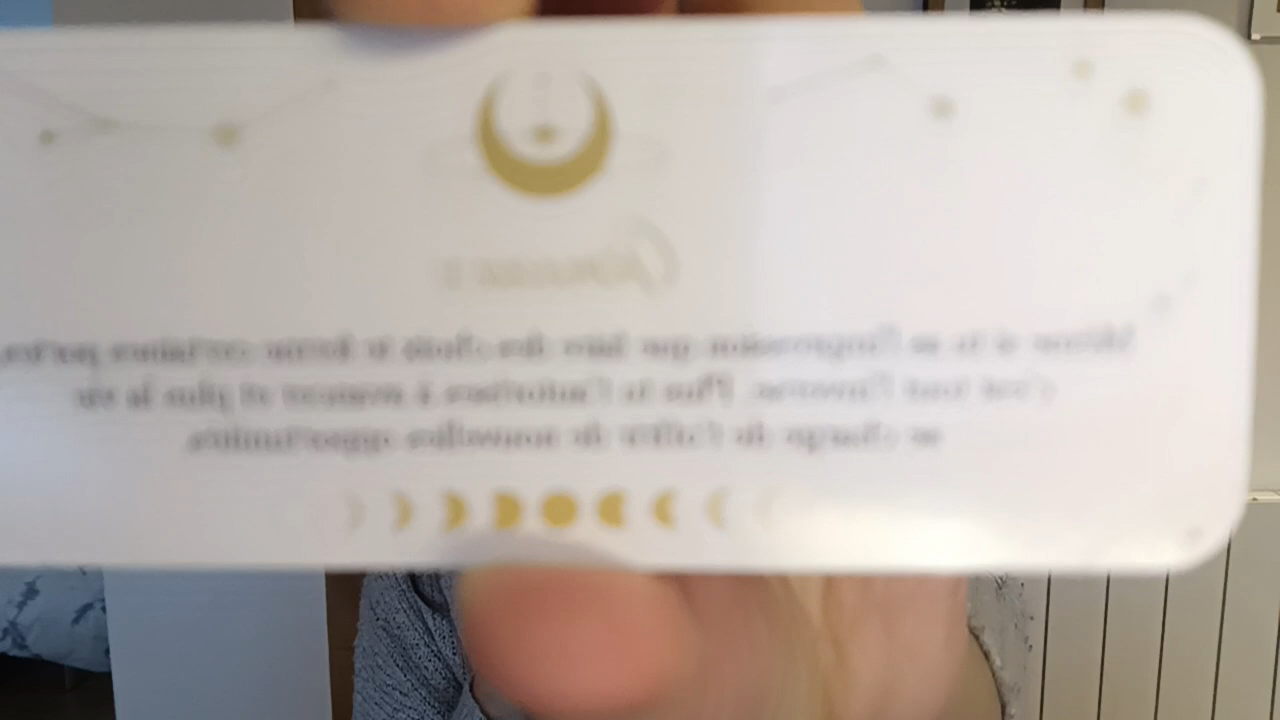 Même si tu as l'impression que faire des choix te ferme certaines portes
c'est tout l'inverse. Plus tu t'autorises à avancer et plus la vie
se charge de t'offrir de nouvelles opportunités.